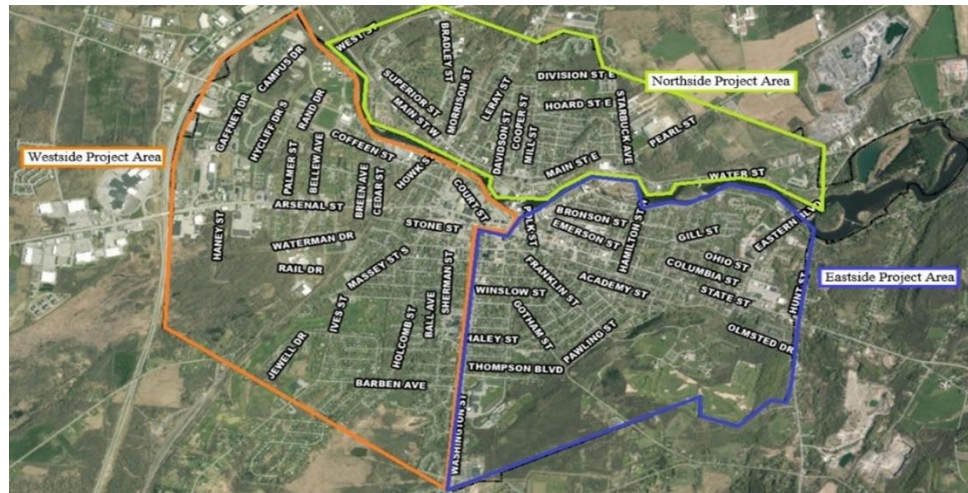 WEST ST
BRADLEY ST
MORRISON ST
SUPERIOR ST
MAIN ST W
LERAY ST
DIVISION ST E
HOARD ST E
DAVIDSON ST
COOPER ST
MILL ST
STARBUCK AVE
PEARL ST
MAIN ST E
WATER ST
Northside Project Area
CAMPUS DR
GAFFNEY DR
HYCLIFF DR S
RAND DR
COFFEEN ST
PALMER ST
BELLEW AVE
BREEN AVE
CEDAR ST
HOWK ST
COURT ST
Westside Project Area
ARSENAL ST
HANEY ST
WATERMAN DR
RAIL DR
STONE ST
MASSEY ST S
SHERMAN ST
IVES ST
HOLCOMB ST
BALL AVE
JEWELL DR
BARBEN AVE
WASHINGTON ST
POLK ST
BRONSON ST
EMERSON ST
HAMILTON ST N
GILL ST
EASTERN BLVD
OHIO ST
COLUMBIA ST
STATE ST
ACADEMY ST
FRANKLIN ST
WINSLOW ST
GOTHAM ST
PAWLING ST
HALEY ST
THOMPSON BLVD
HUNT ST
OLMSTED DR
Eastside Project Area